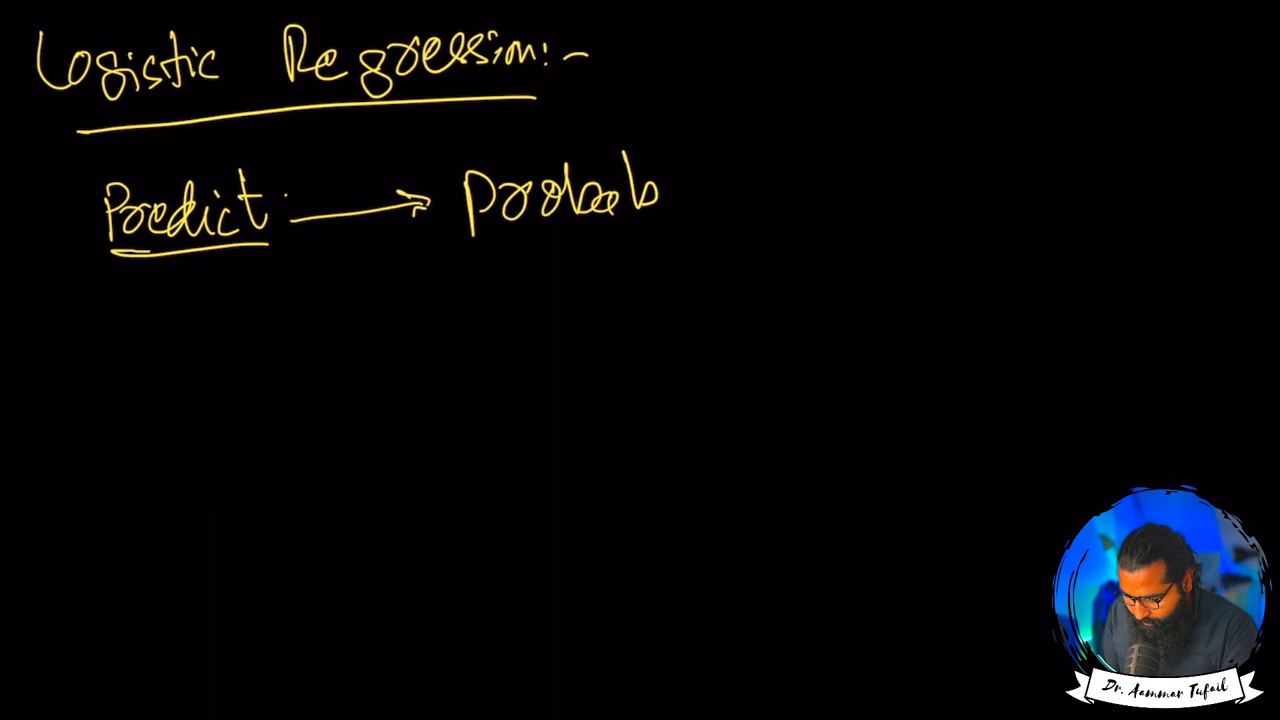 Logistic Regression:-
Predict → Probab
Dr. Aammar Tufail